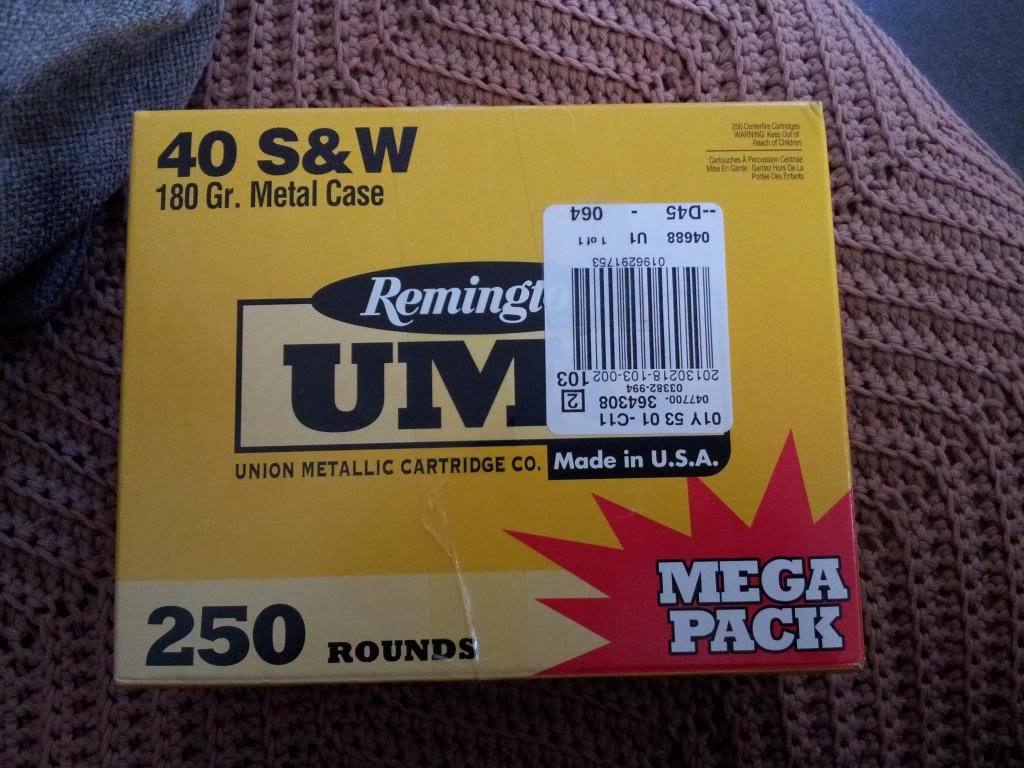 40 S&W
180 Gr. Metal Case
250 Centerfire Cartridges
WARNING: Keep Out of
Reach of Children
Cartouches À Percussion Centrale
Mise En Garde : Gardez Hors De La
Portée Des Enfants
Remingt
UM
UNION METALLIC CARTRIDGE CO.
Made in U.S.A.
01Y 53 01 -C11
047700- 364308 2
03382-994
20130218-103-002 103
0196291753
04688 U1 1 of 1
--D45 - 064
250 ROUNDS
MEGA
PACK